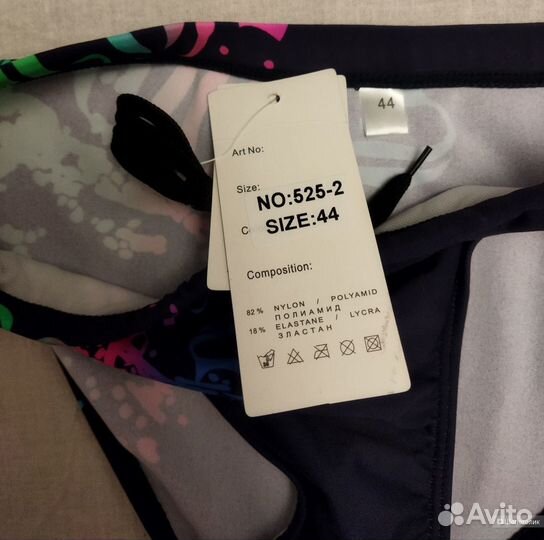 44
Art No:
Size:
NO:525-2
SIZE:44
Composition:
82% NYLON / POLYAMID
ПОЛИАМИД
18% ELASTANE / LYCRA
ЭЛАСТАН
Avito